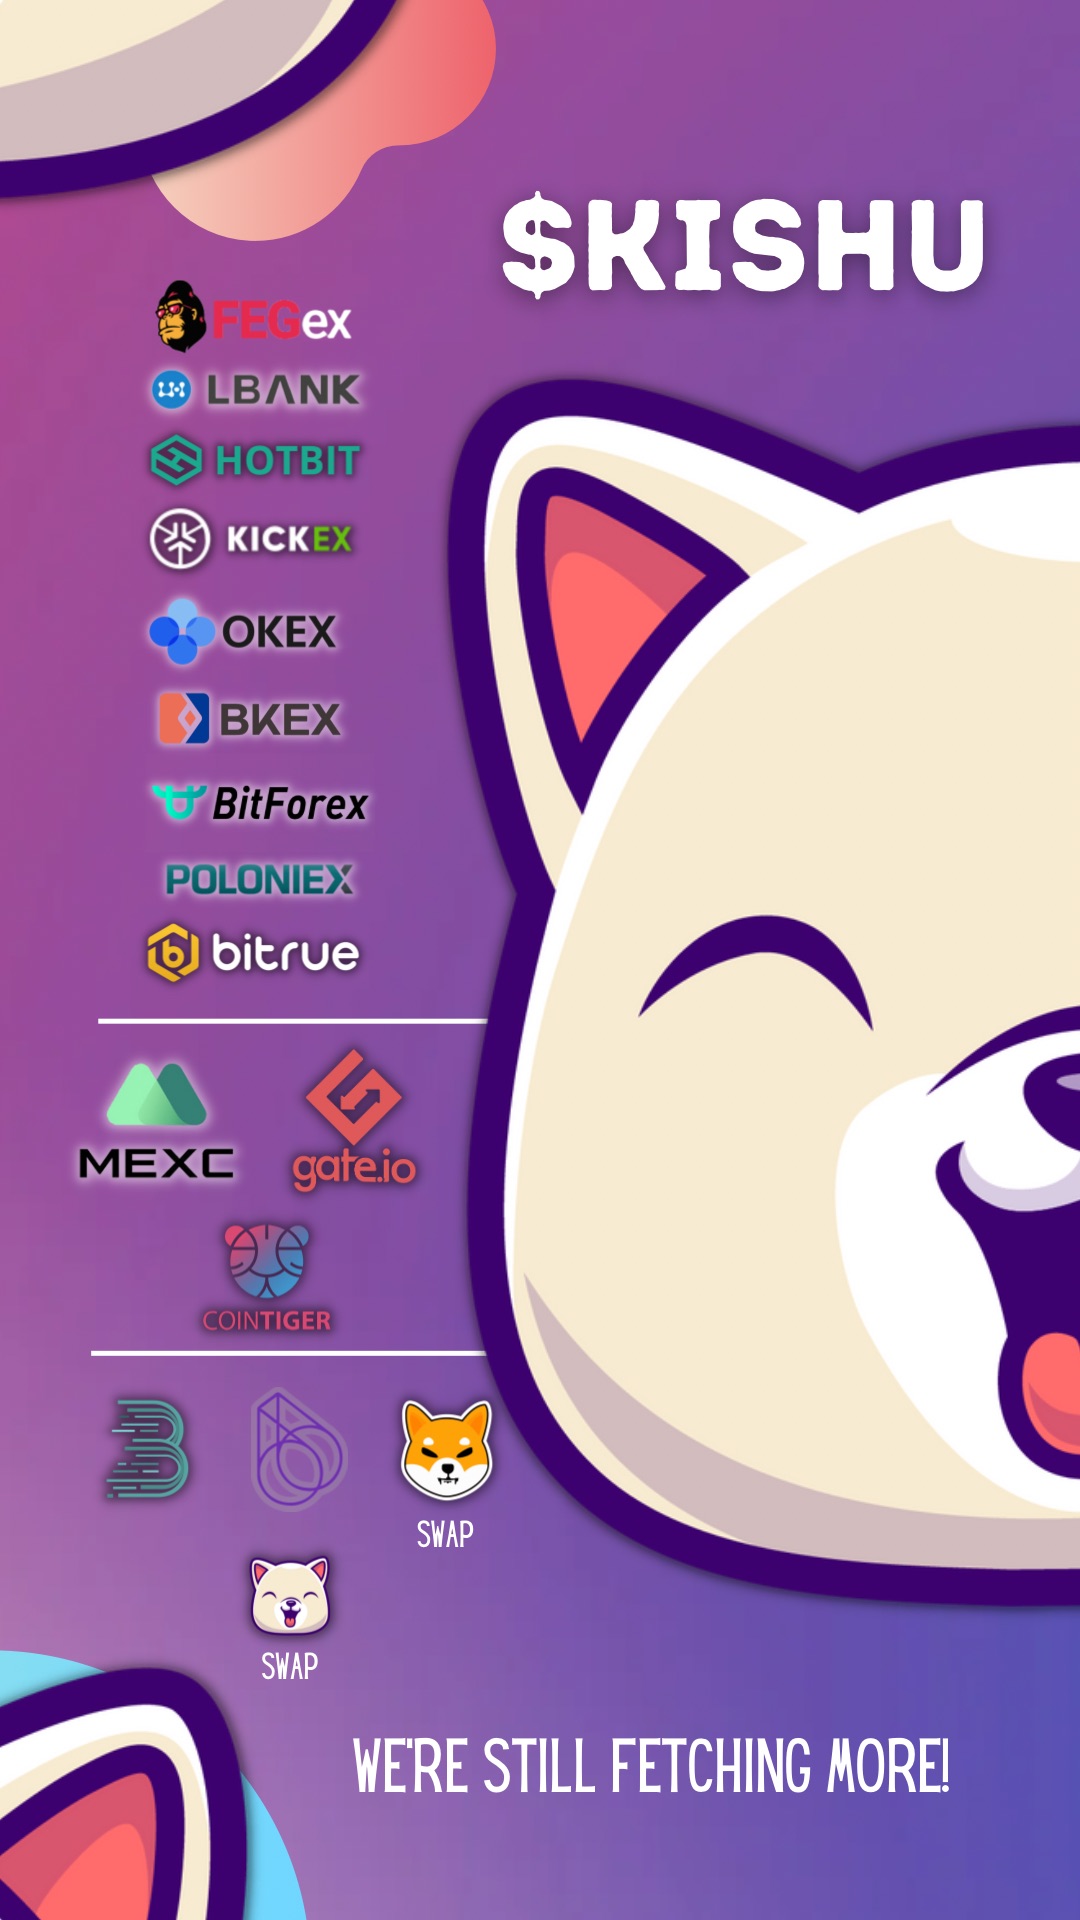 $KISHU
FEGex
LBANK
HOTBIT
KICKEX
OKEX
BKEX
BitForex
POLONIEX
bitrue
MEXC
gate.io
COINTIGER
SWAP
SWAP
WE'RE STILL FETCHING MORE!